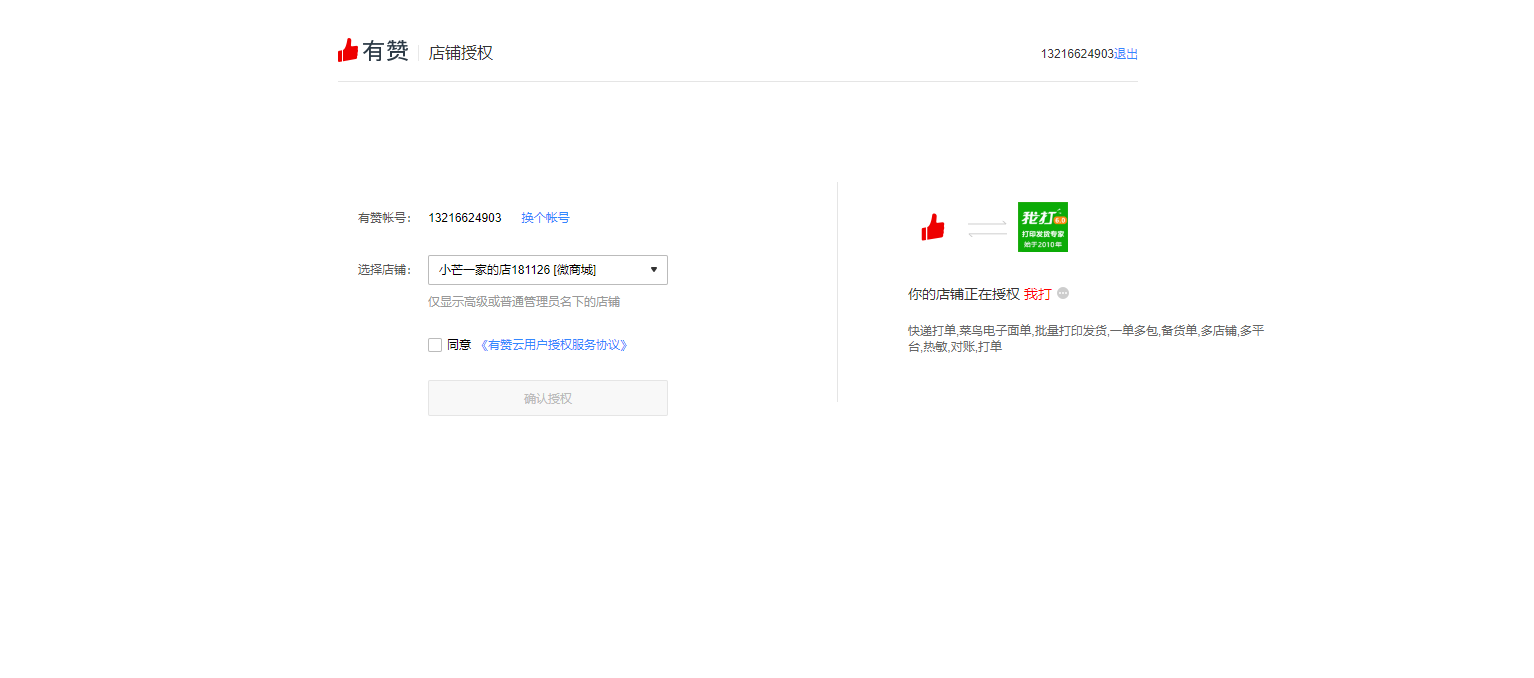 有赞 店铺授权
13216624903退出
有赞帐号： 13216624903 换个帐号
选择店铺： 小芒一家的店181126 [微商城]
仅显示高级或普通管理员名下的店铺
同意 《有赞云用户授权服务协议》
确认授权
我打 6.0
打印发货专家
始于2010年
你的店铺正在授权 我打
快递打单,菜鸟电子面单,批量打印发货,一单多包,备货单,多店铺,多平
台,热敏,对账,打单